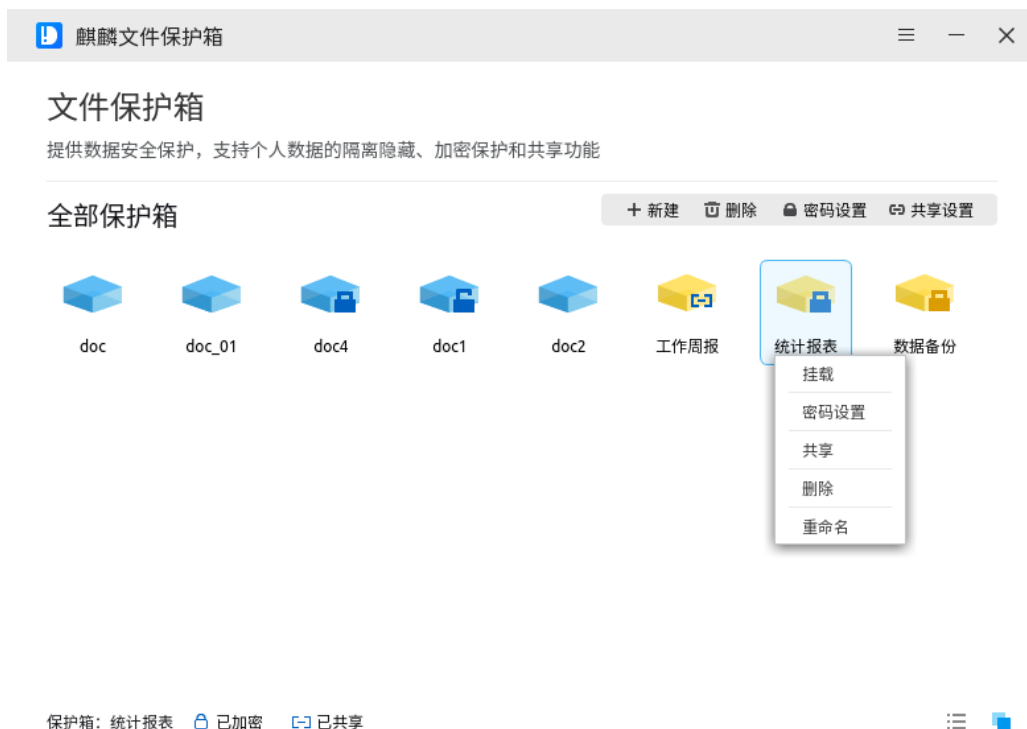 麒麟文件保护箱
文件保护箱
提供数据安全保护，支持个人数据的隔离隐藏、加密保护和共享功能
全部保护箱
新建 删除 密码设置 共享设置
doc doc_01 doc4 doc1 doc2 工作周报 统计报表 数据备份
挂载
密码设置
共享
删除
重命名
保护箱：统计报表 已加密 已共享